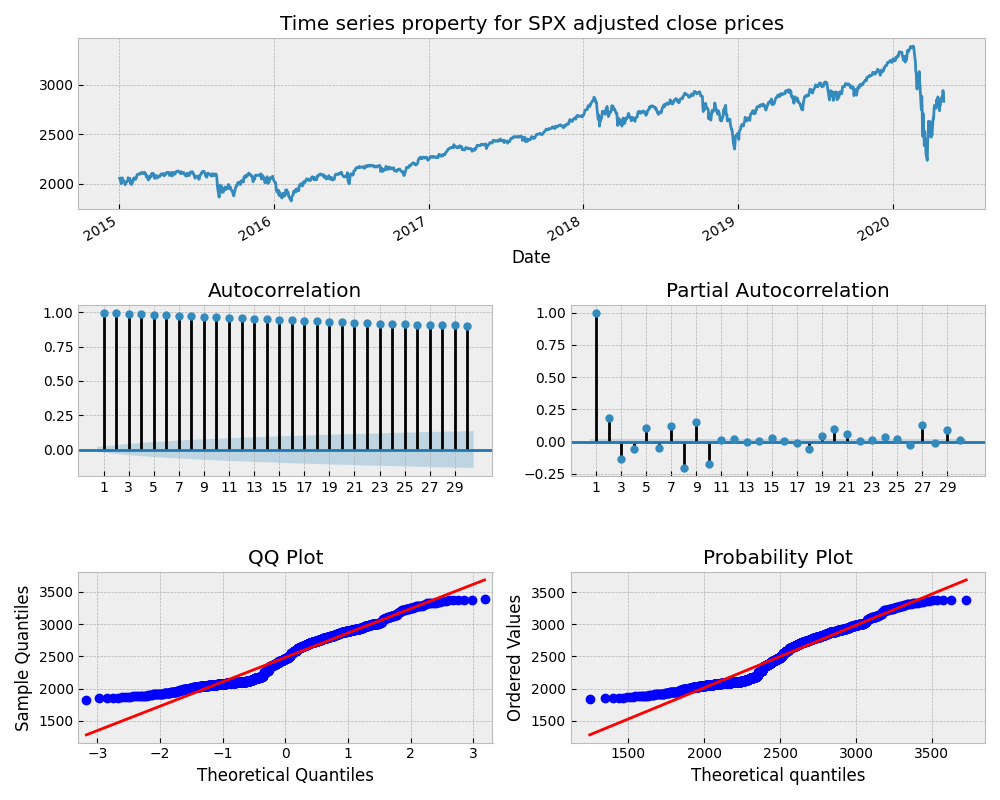 Time series property for SPX adjusted close prices
3000
2500
2000
2015 2016 2017 2018 2019 2020
Date
Autocorrelation
1.00
0.75
0.50
0.25
0.00
1 3 5 7 9 11 13 15 17 19 21 23 25 27 29
Partial Autocorrelation
1.00
0.75
0.50
0.25
0.00
−0.25
1 3 5 7 9 11 13 15 17 19 21 23 25 27 29
QQ Plot
Sample Quantiles
3500
3000
2500
2000
1500
−3 −2 −1 0 1 2 3
Theoretical Quantiles
Probability Plot
Ordered Values
3500
3000
2500
2000
1500
1500 2000 2500 3000 3500
Theoretical quantiles